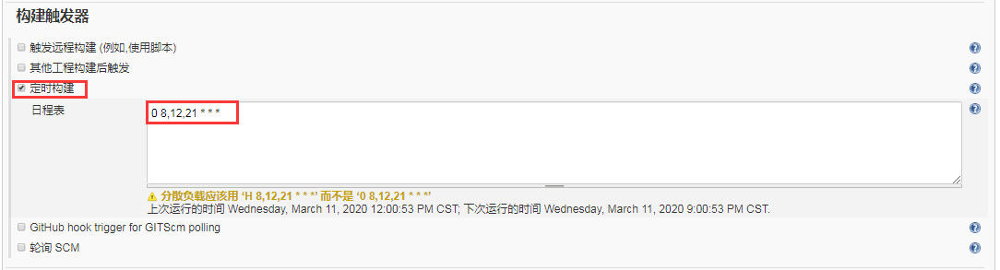 构建触发器
触发远程构建 (例如,使用脚本)
其他工程构建后触发
定时构建
日程表
0 8,12,21 * * *
分散负载应该用 ‘H 8,12,21 * * *’ 而不是 ‘0 8,12,21 * * *’
上次运行的时间 Wednesday, March 11, 2020 12:00:53 PM CST; 下次运行的时间 Wednesday, March 11, 2020 9:00:53 PM CST.
GitHub hook trigger for GITScm polling
轮询 SCM